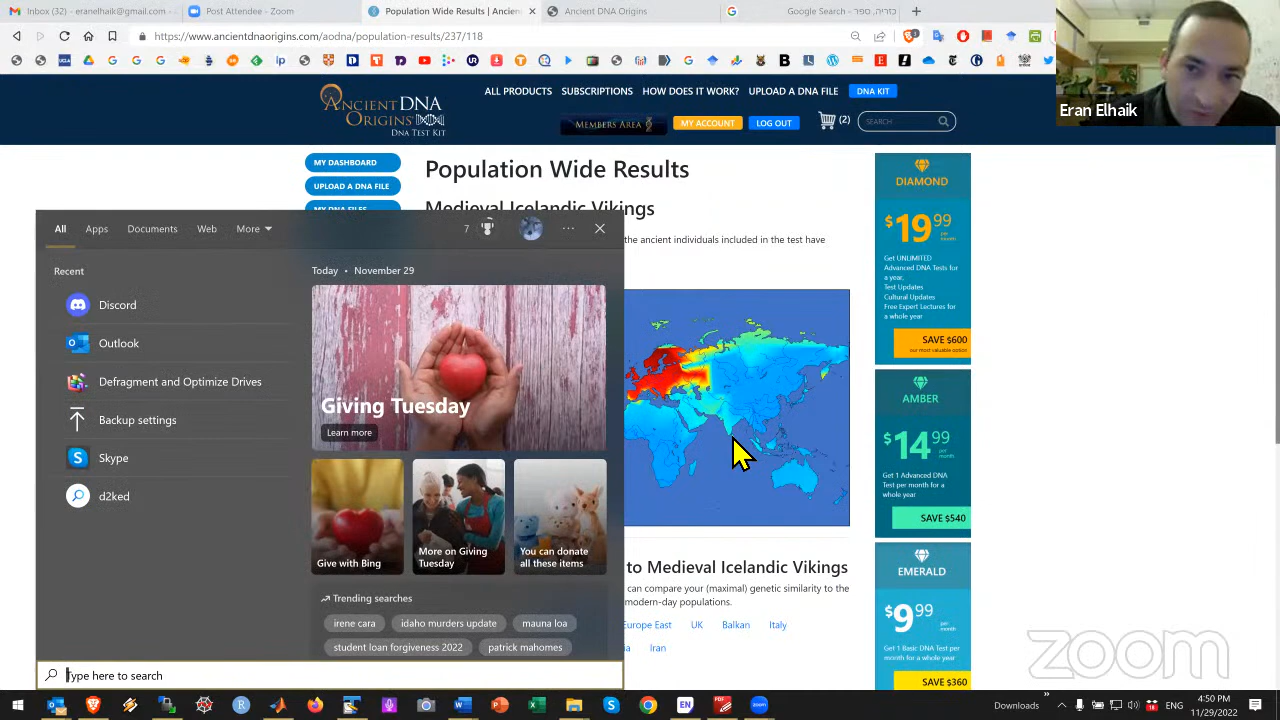 Population Wide Results | Ancient
Ancient DNA Origins
Google Search - ריכוז.סס
https://www.ancientdnaorigins.com/aodna/population-results/237/118
Eran Elhaik
ANCIENT DNA
ORIGINS
DNA TEST KIT
ALL PRODUCTS
SUBSCRIPTIONS
HOW DOES IT WORK?
UPLOAD A DNA FILE
DNA KIT
MEMBERS AREA
MY ACCOUNT
LOG OUT
(2)
SEARCH
MY DASHBOARD
UPLOAD A DNA FILE
MY DNA FILES
Population Wide Results
Medieval Icelandic Vikings
the ancient individuals included in the test have
to Medieval Icelandic Vikings
can compare your (maximal) genetic similarity to the
modern-day populations.
Europe East
UK
Balkan
Italy
Iran
DIAMOND
$19 99
per month
Get UNLIMITED
Advanced DNA Tests for
a year,
Test Updates
Cultural Updates
Free Expert Lectures for
a whole year
SAVE $600
our most valuable option
AMBER
$14 99
per month
Get 1 Advanced DNA
Test per month for a
whole year
SAVE $540
EMERALD
$9 99
per month
Get 1 Basic DNA Test per
month for a whole year
SAVE $360
All
Apps
Documents
Web
More
7
Recent
Discord
Outlook
Defragment and Optimize Drives
Backup settings
Skype
d2ked
Today • November 29
Giving Tuesday
Learn more
Give with Bing
More on Giving
Tuesday
You can donate
all these items
Trending searches
irene cara
idaho murders update
mauna loa
student loan forgiveness 2022
patrick mahomes
Type here to search
zoom
Downloads
ENG
4:50 PM
11/29/2022